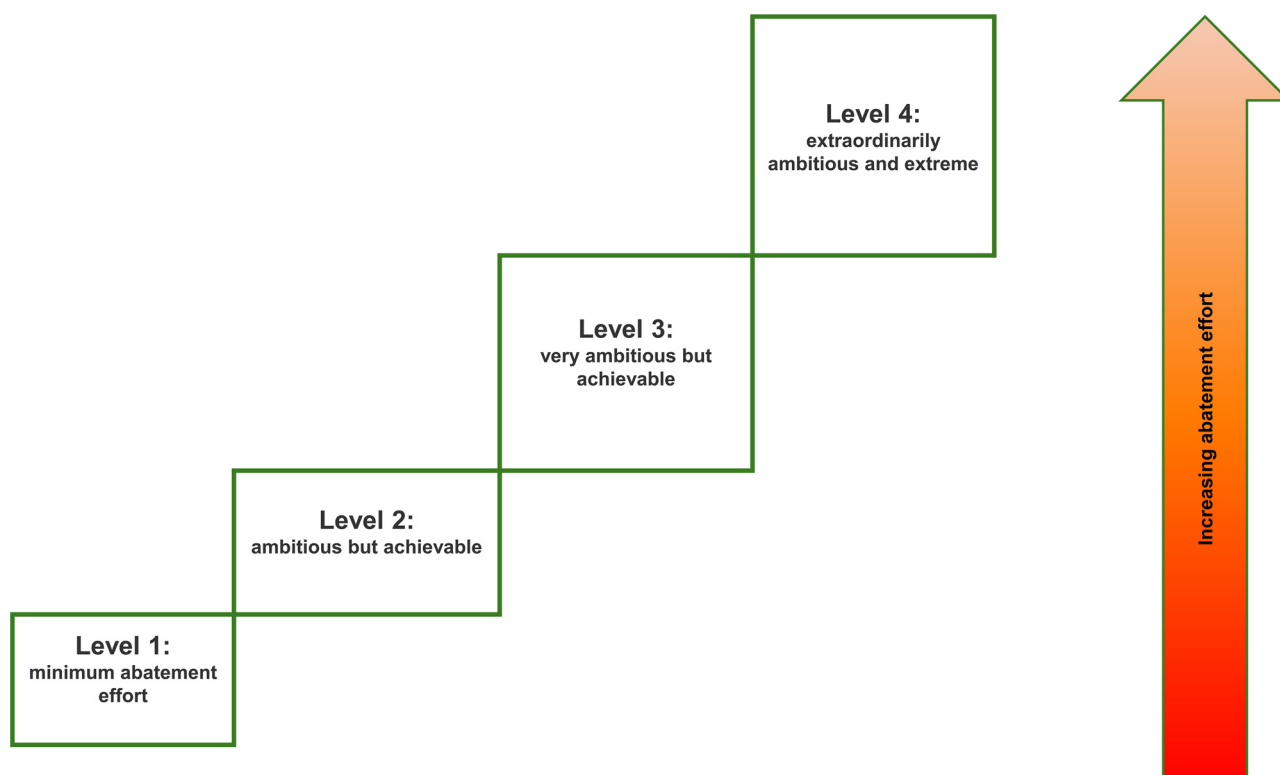 Level 4:
extraordinarily
ambitious and extreme
Level 3:
very ambitious but
achievable
Level 2:
ambitious but achievable
Level 1:
minimum abatement
effort
Increasing abatement effort